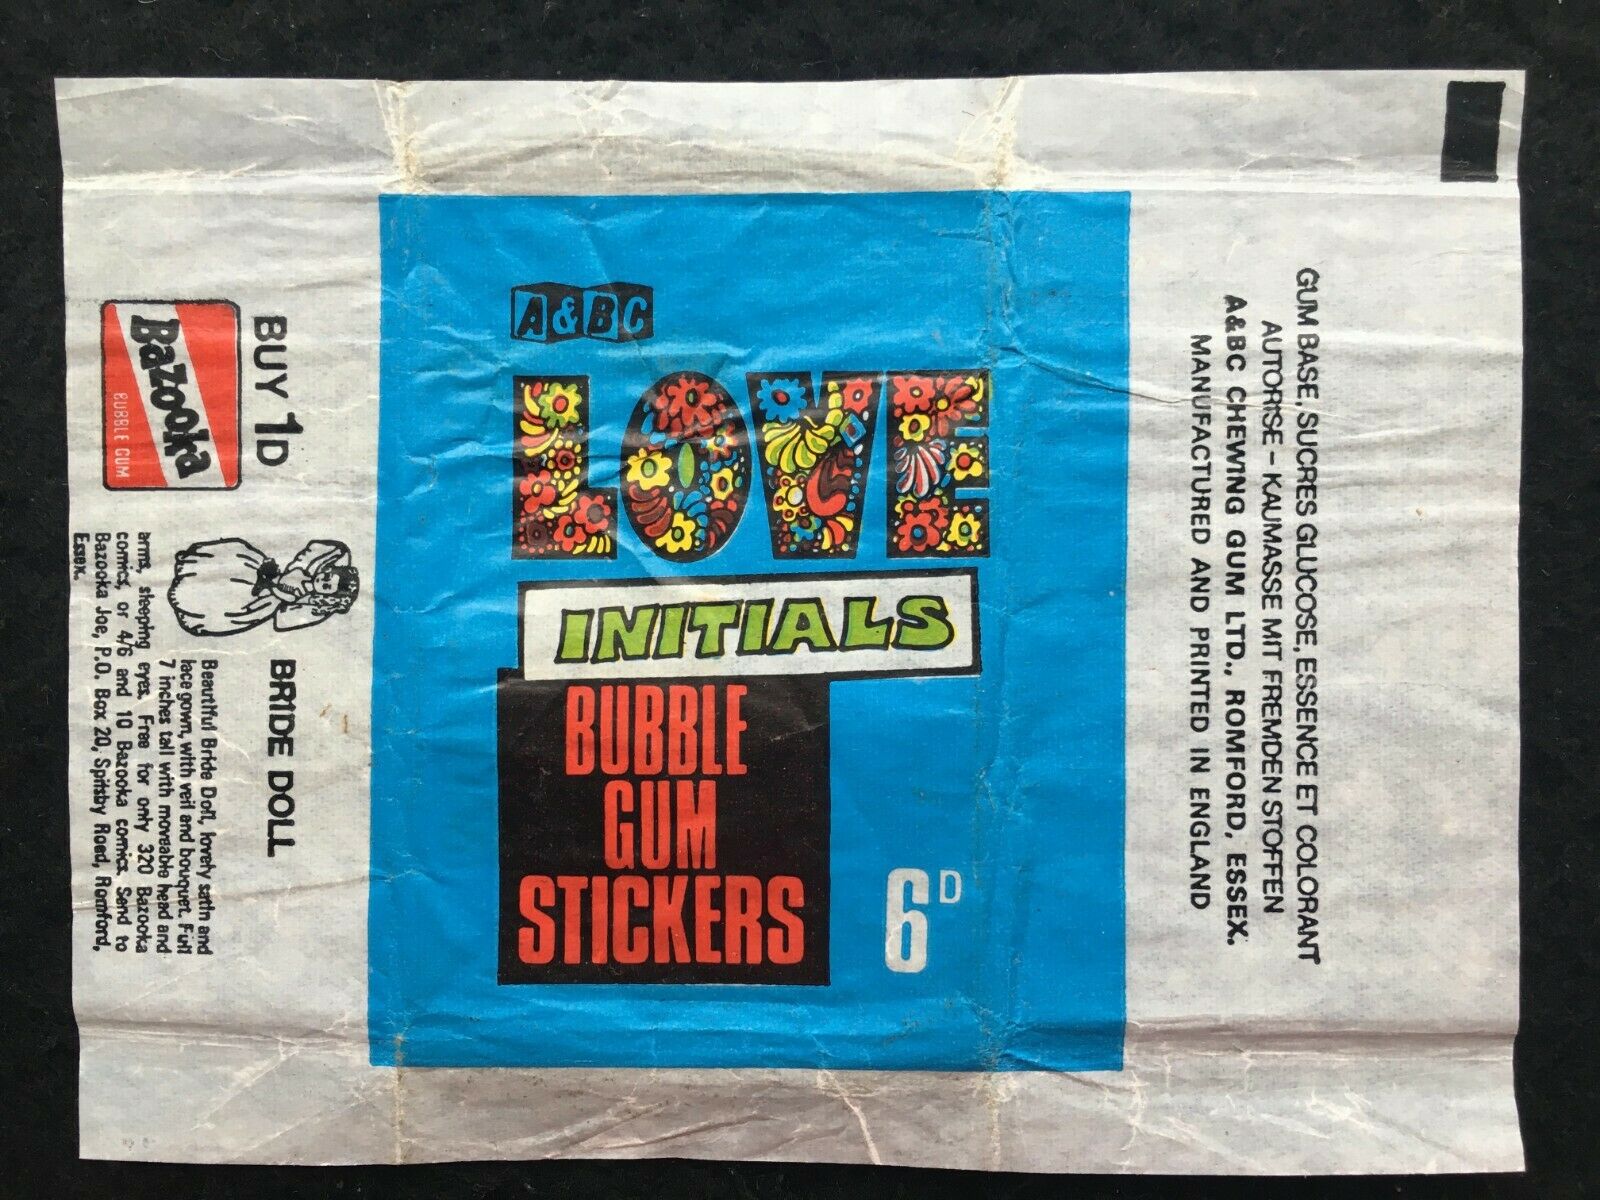 A&BC
LOVE
INITIALS
BUBBLE
GUM
STICKERS
6D
BUY 1D
Bazooka
BUBBLE GUM
BRIDE DOLL
Beautiful Bride Doll, lovely satin and
lace gown, with veil and bouquet. Full
7 inches tall with moveable head and
arms, sleeping eyes. Free for only 320 Bazooka
comics, or 4/6 and 10 Bazooka comics. Send to
Bazooka Joe, P.O. Box 20, Spitsby Road, Romford,
Essex.
GUM BASE, SUCRES GLUCOSE, ESSENCE ET COLORANT
AUTORISE - KAUMASSE MIT FREMDEN STOFFEN
A&BC CHEWING GUM LTD., ROMFORD, ESSEX.
MANUFACTURED AND PRINTED IN ENGLAND